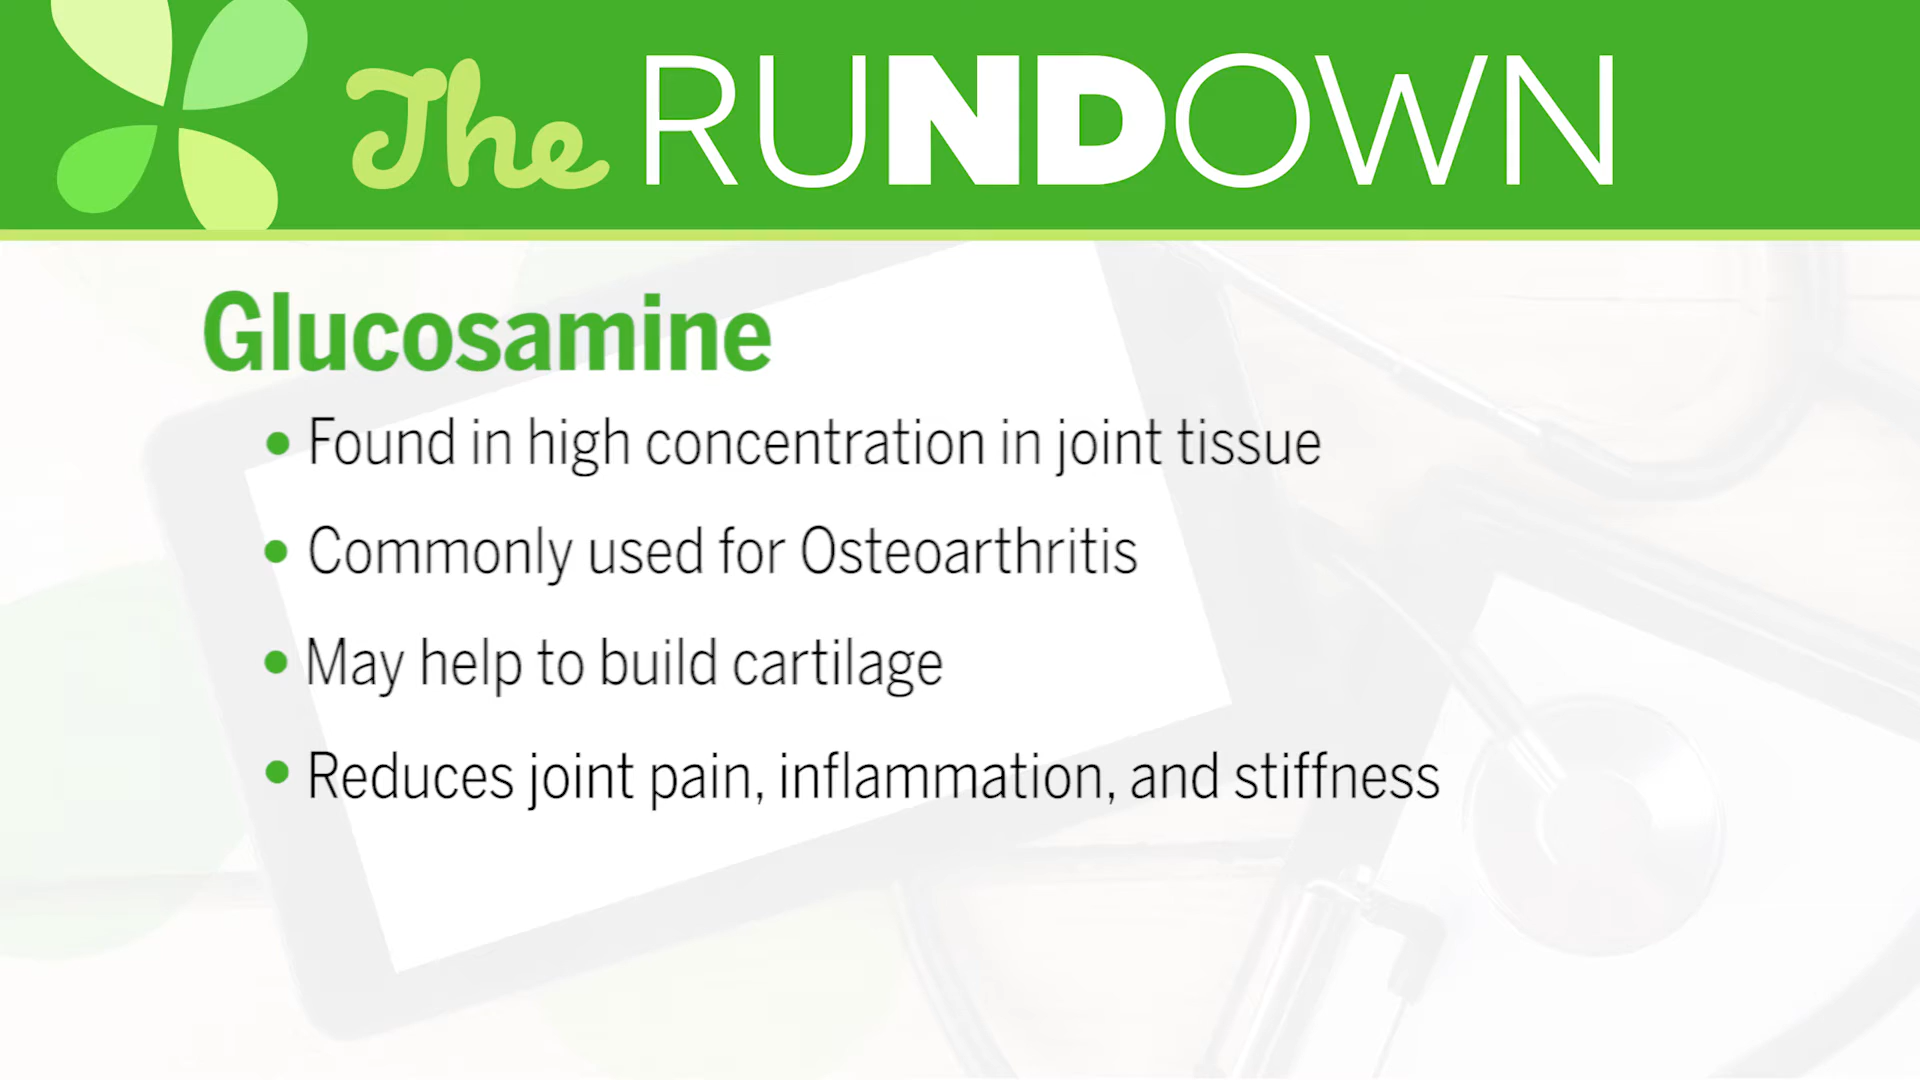 The RUNDOWN
Glucosamine
• Found in high concentration in joint tissue
• Commonly used for Osteoarthritis
• May help to build cartilage
• Reduces joint pain, inflammation, and stiffness